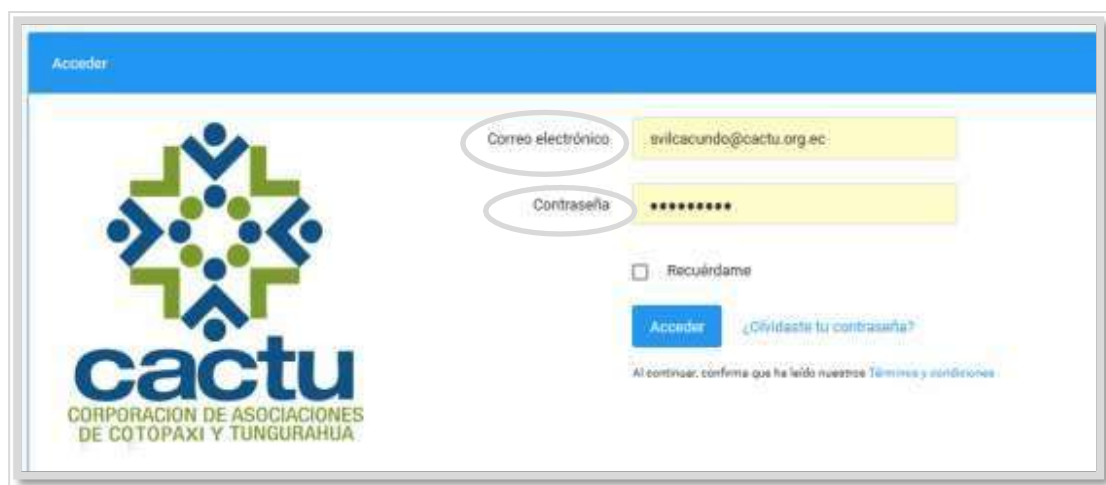 Acceder
Correo electrónico
svilcacundo@cactu.org.ec
Contraseña
•••••••••
Recuérdame
Acceder
¿Olvidaste tu contraseña?
Al continuar, confirma que ha leído nuestros Términos y condiciones
cactu
CORPORACION DE ASOCIACIONES
DE COTOPAXI Y TUNGURAHUA